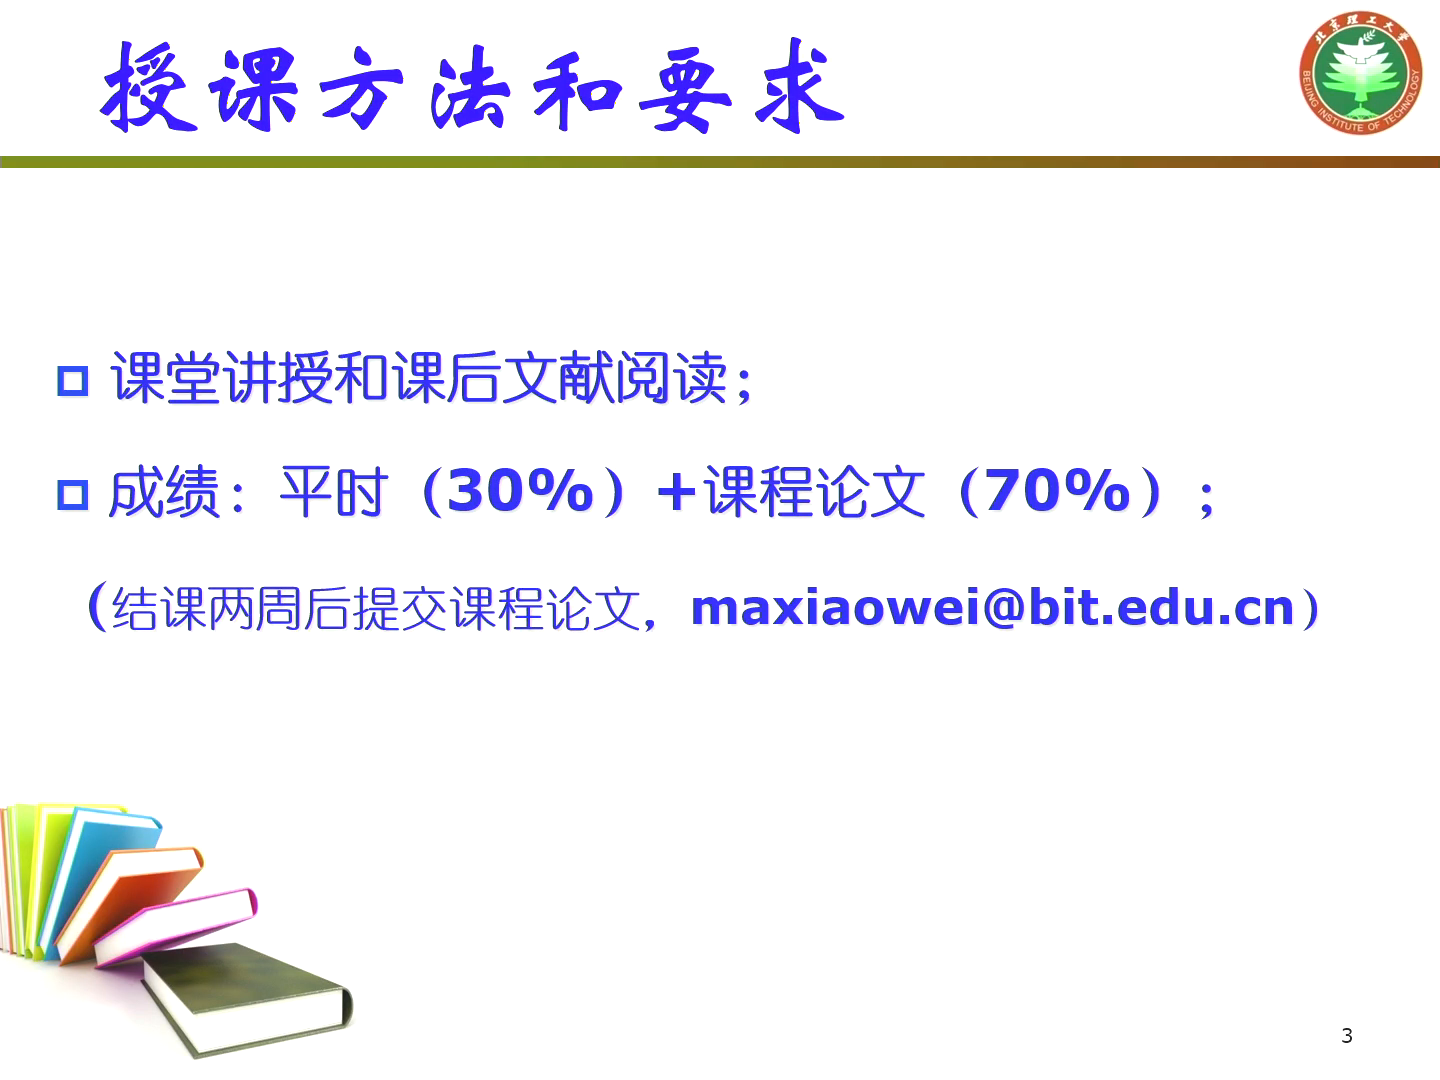 授课方法和要求
北京理工大学
BEIJING INSTITUTE OF TECHNOLOGY
课堂讲授和课后文献阅读；
成绩：平时（30%）+课程论文（70%）；
(结课两周后提交课程论文，maxiaowei@bit.edu.cn）
3